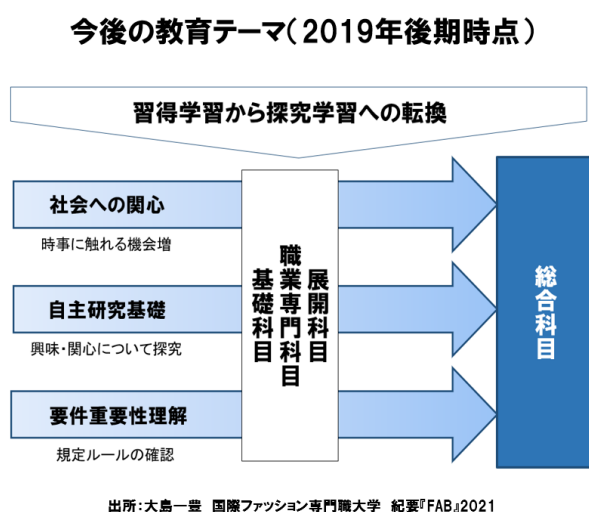 今後の教育テーマ(2019年後期時点)
習得学習から探究学習への転換
社会への関心
時事に触れる機会増
自主研究基礎
興味・関心について探究
要件重要性理解
規定ルールの確認
展開科目
職業専門科目
基礎科目
総合科目
出所:大島一豊 国際ファッション専門職大学 紀要『FAB』2021